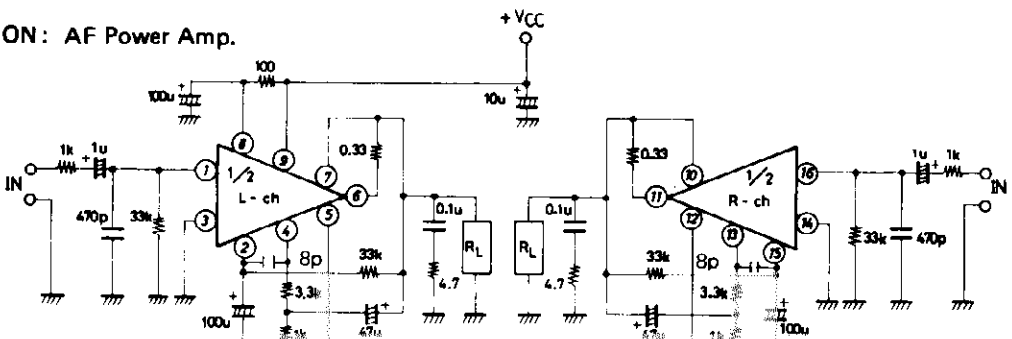 + VCC
ON: AF Power Amp.
100
100u
10u
8
9
7
6
5
4
3
2
1
1/2
L - ch
0.33
1k
1u
IN
470p
33k
8p
33k
3.3k
100u
47u
1k
0.1u
4.7
RL
RL
0.1u
4.7
0.33
10
11
12
13
14
15
16
1/2
R - ch
1u
1k
IN
33k
470p
33k
8p
3.3k
1k
100u